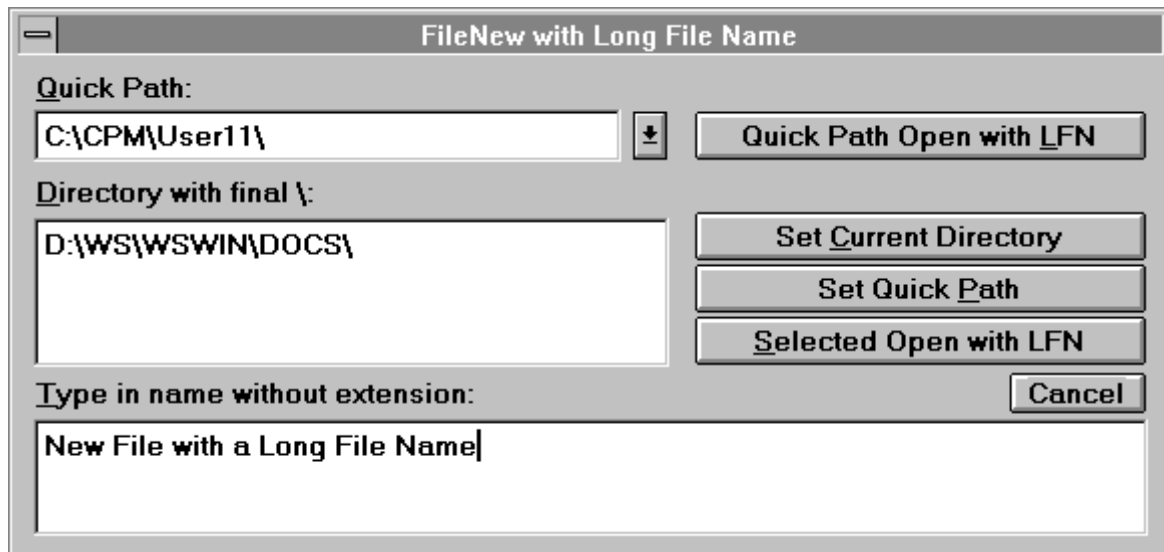 FileNew with Long File Name
Quick Path:
C:\CPM\User11\
Quick Path Open with LFN
Directory with final \:
D:\WS\WSWIN\DOCS\
Set Current Directory
Set Quick Path
Selected Open with LFN
Type in name without extension:
Cancel
New File with a Long File Name